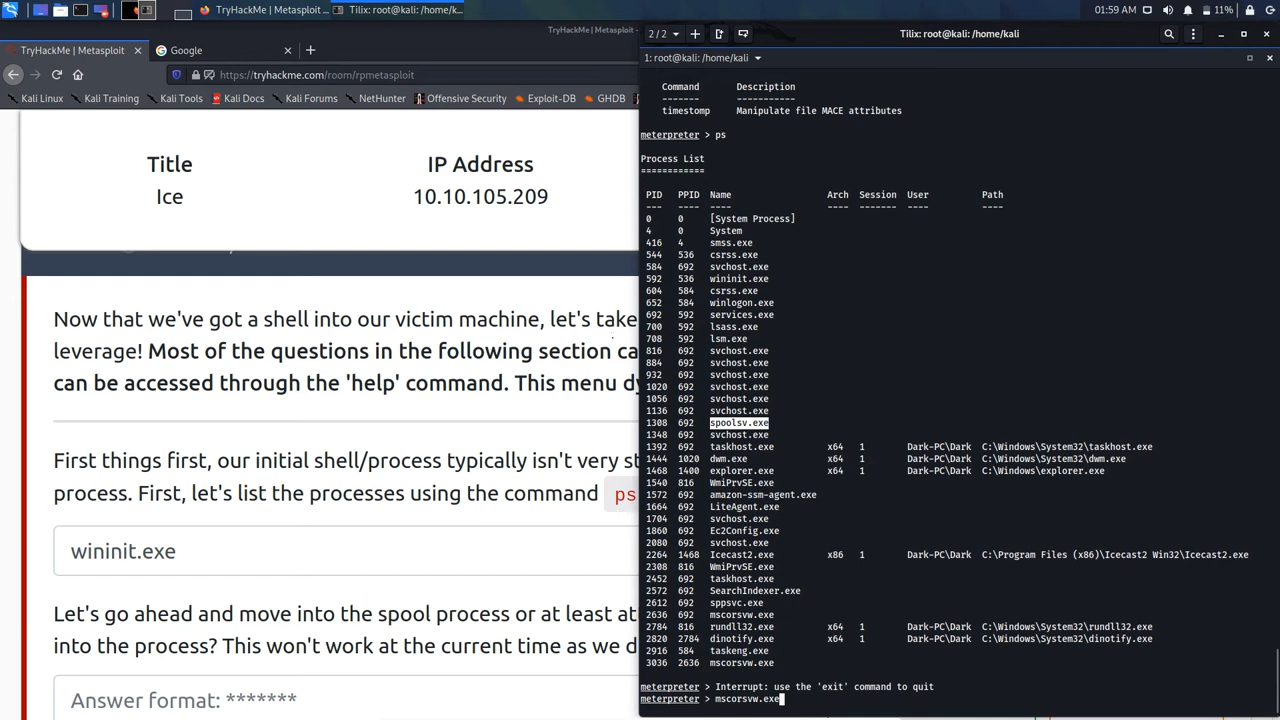 TryHackMe | Metasploit ...
Tilix: root@kali: /home/ka...
01:59 AM
11%
TryHackMe | Metasploit -
Tilix: root@kali: /home/kali
2 / 2
TryHackMe | Metasploit
Google
1: root@kali: /home/kali
https://tryhackme.com/room/rpmetasploit
Kali Linux
Kali Training
Kali Tools
Kali Docs
Kali Forums
NetHunter
Offensive Security
Exploit-DB
GHDB
Title
IP Address
Ice
10.10.105.209
Now that we've got a shell into our victim machine, let's take
leverage! Most of the questions in the following section ca
can be accessed through the 'help' command. This menu dy
First things first, our initial shell/process typically isn't very st
process. First, let's list the processes using the command ps
wininit.exe
Let's go ahead and move into the spool process or at least at
into the process? This won't work at the current time as we d
Answer format: *******
Command Description
------- -----------
timestomp Manipulate file MACE attributes
meterpreter > ps
Process List
============
PID PPID Name Arch Session User Path
--- ---- ---- ---- ------- ---- ----
0 0 [System Process]
4 0 System
416 4 smss.exe
544 536 csrss.exe
584 692 svchost.exe
592 536 wininit.exe
604 584 csrss.exe
652 584 winlogon.exe
692 592 services.exe
700 592 lsass.exe
708 592 lsm.exe
816 692 svchost.exe
884 692 svchost.exe
932 692 svchost.exe
1020 692 svchost.exe
1056 692 svchost.exe
1136 692 svchost.exe
1308 692 spoolsv.exe
1348 692 svchost.exe
1392 692 taskhost.exe x64 1 Dark-PC\Dark C:\Windows\System32\taskhost.exe
1444 1020 dwm.exe x64 1 Dark-PC\Dark C:\Windows\System32\dwm.exe
1468 1400 explorer.exe x64 1 Dark-PC\Dark C:\Windows\explorer.exe
1540 816 WmiPrvSE.exe
1572 692 amazon-ssm-agent.exe
1664 692 LiteAgent.exe
1704 692 svchost.exe
1860 692 Ec2Config.exe
2080 692 svchost.exe
2264 1468 Icecast2.exe x86 1 Dark-PC\Dark C:\Program Files (x86)\Icecast2 Win32\Icecast2.exe
2308 816 WmiPrvSE.exe
2452 692 taskhost.exe
2572 692 SearchIndexer.exe
2612 692 sppsvc.exe
2636 692 mscorsvw.exe
2784 816 rundll32.exe x64 1 Dark-PC\Dark C:\Windows\System32\rundll32.exe
2820 2784 dinotify.exe x64 1 Dark-PC\Dark C:\Windows\System32\dinotify.exe
2916 584 taskeng.exe
3036 2636 mscorsvw.exe
meterpreter > Interrupt: use the 'exit' command to quit
meterpreter > mscorsvw.exe